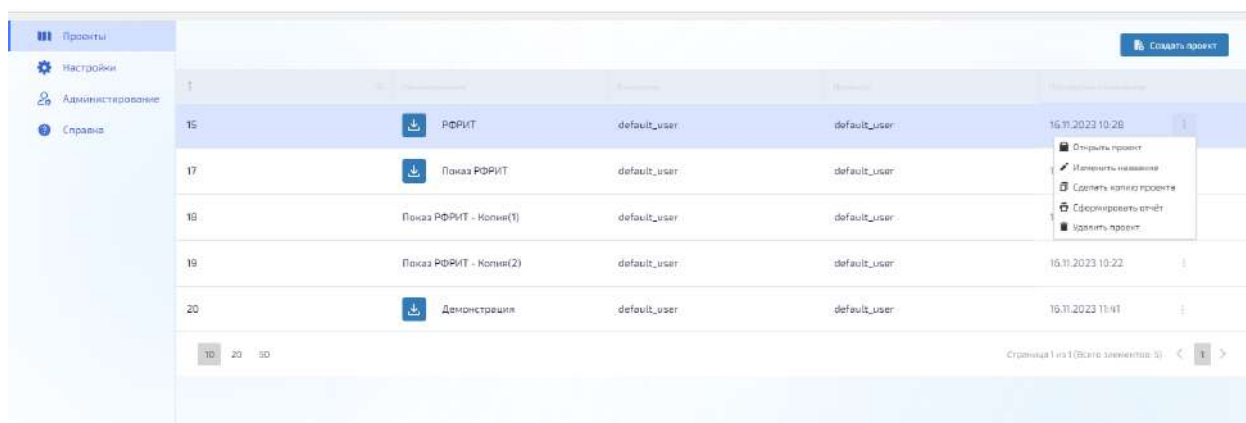 Проекты
Создать проект
Настройки
Администрирование
Справка
15 РФРИТ default_user default_user 16.11.2023 10:28
Открыть проект
17 Показ РФРИТ default_user default_user
Изменить название
Сделать копию проекта
18 Показ РФРИТ - Копия(1) default_user default_user
Сформировать отчёт
Удалить проект
19 Показ РФРИТ - Копия(2) default_user default_user 16.11.2023 10:22
20 Демонстрация default_user default_user 16.11.2023 11:41
10 20 50 Страница 1 из 1 (Всего элементов: 5) 1